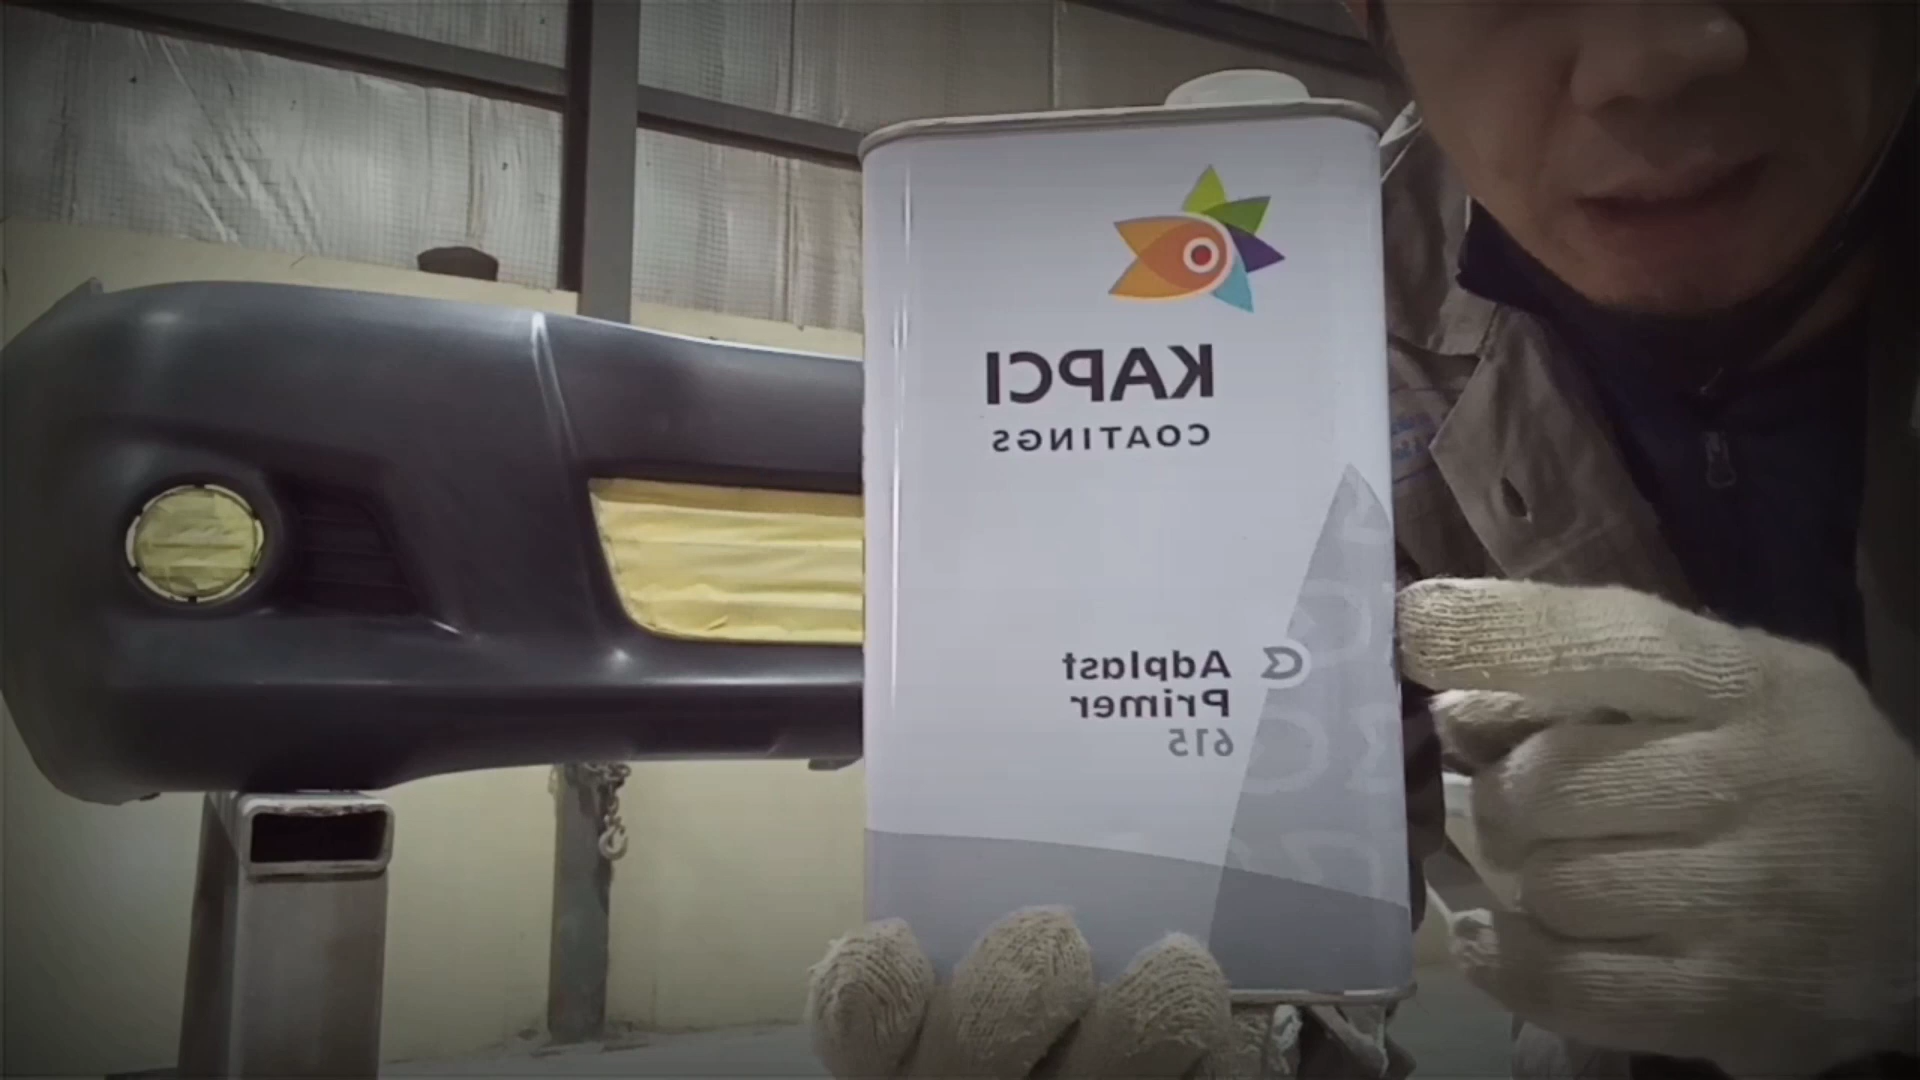 KAPCI
COATINGS
Adplast
Primer
615